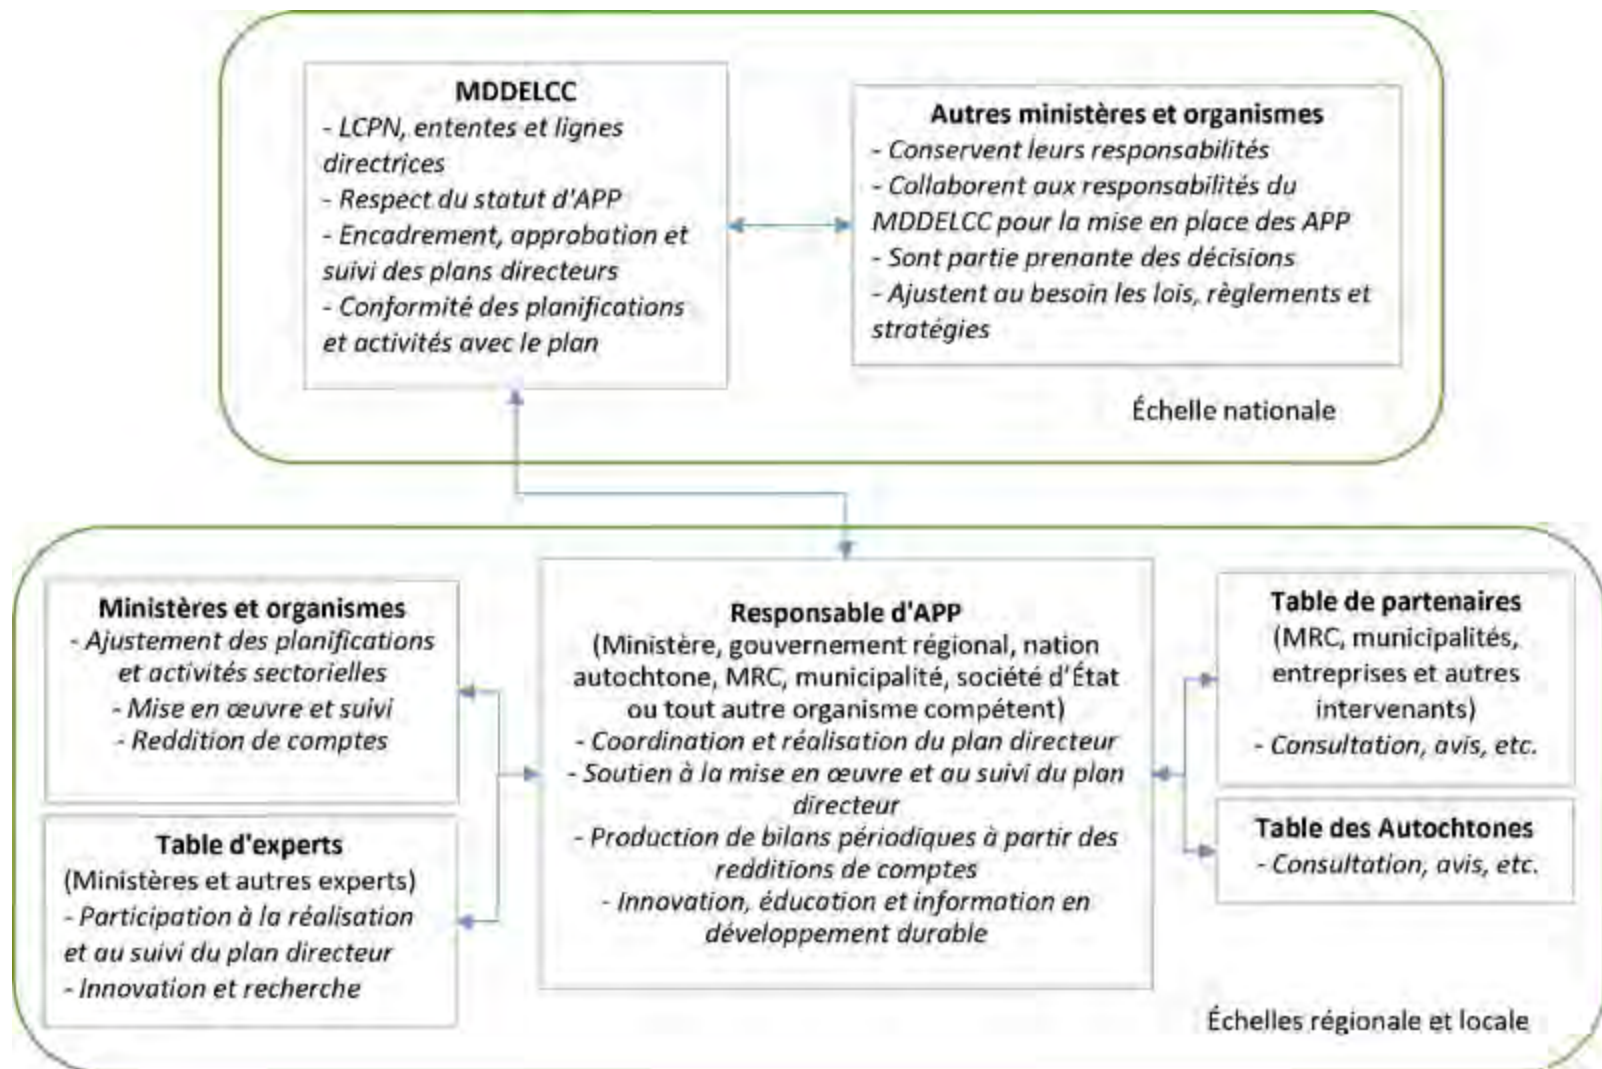 MDDELCC
- LCPN, ententes et lignes
directrices
- Respect du statut d'APP
- Encadrement, approbation et
suivi des plans directeurs
- Conformité des planifications
et activités avec le plan
Autres ministères et organismes
- Conservent leurs responsabilités
- Collaborent aux responsabilités du
MDDELCC pour la mise en place des APP
- Sont partie prenante des décisions
- Ajustent au besoin les lois, règlements et
stratégies
Échelle nationale
Ministères et organismes
- Ajustement des planifications
et activités sectorielles
- Mise en œuvre et suivi
- Reddition de comptes
Table d'experts
(Ministères et autres experts)
- Participation à la réalisation
et au suivi du plan directeur
- Innovation et recherche
Responsable d'APP
(Ministère, gouvernement régional, nation
autochtone, MRC, municipalité, société d'État
ou tout autre organisme compétent)
- Coordination et réalisation du plan directeur
- Soutien à la mise en œuvre et au suivi du plan
directeur
- Production de bilans périodiques à partir des
redditions de comptes
- Innovation, éducation et information en
développement durable
Table de partenaires
(MRC, municipalités,
entreprises et autres
intervenants)
- Consultation, avis, etc.
Table des Autochtones
- Consultation, avis, etc.
Échelles régionale et locale